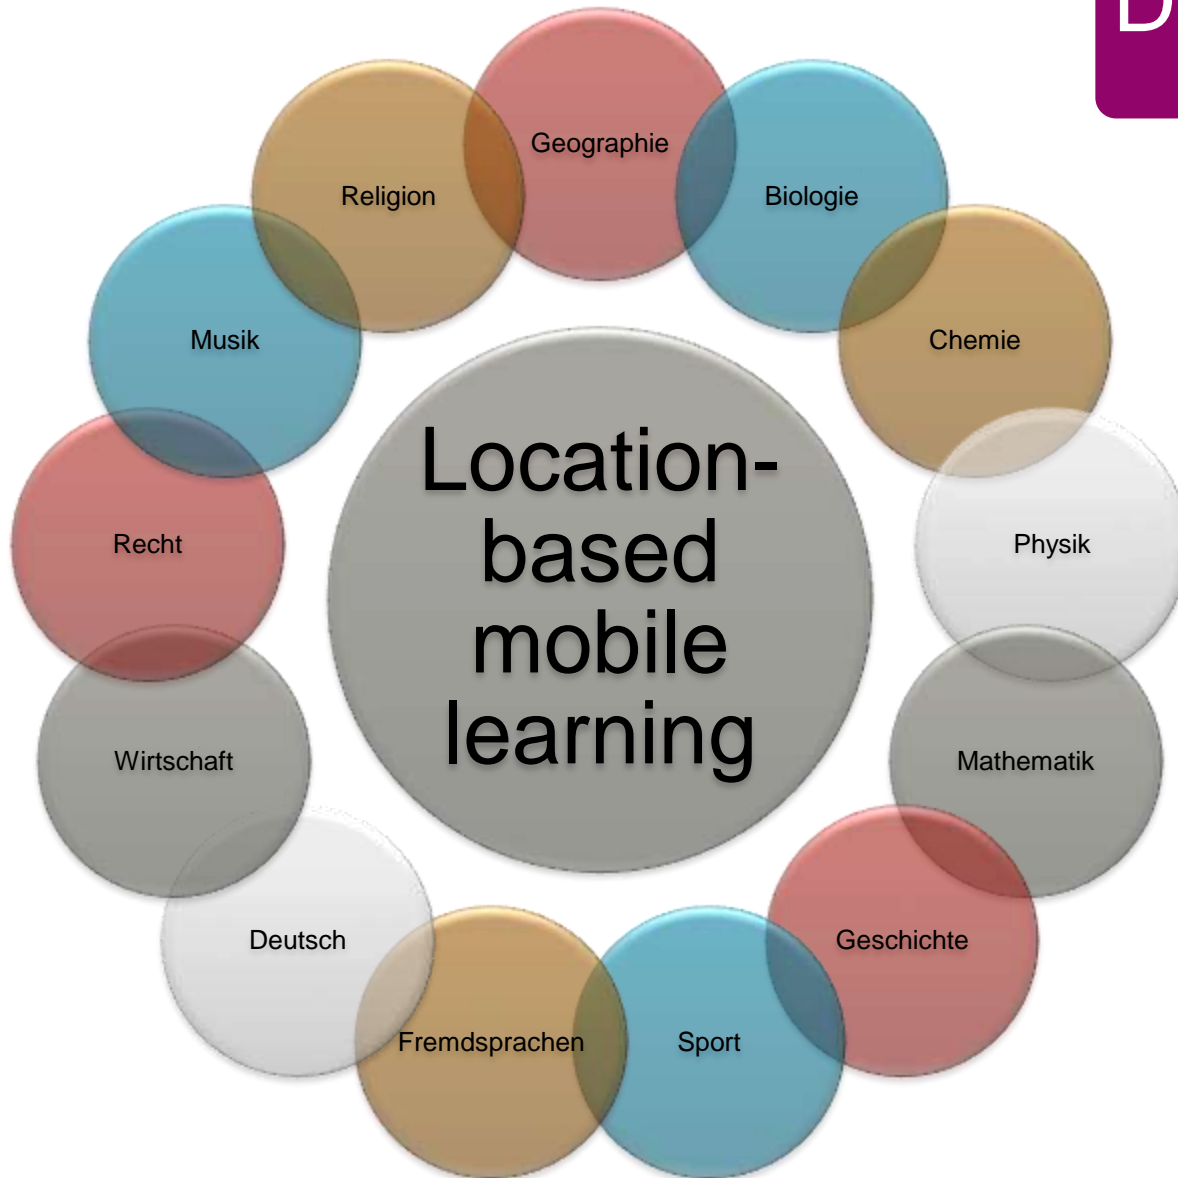 D
Geographie
Religion
Biologie
Musik
Chemie
Location-
based
mobile
learning
Recht
Physik
Wirtschaft
Mathematik
Deutsch
Geschichte
Fremdsprachen
Sport